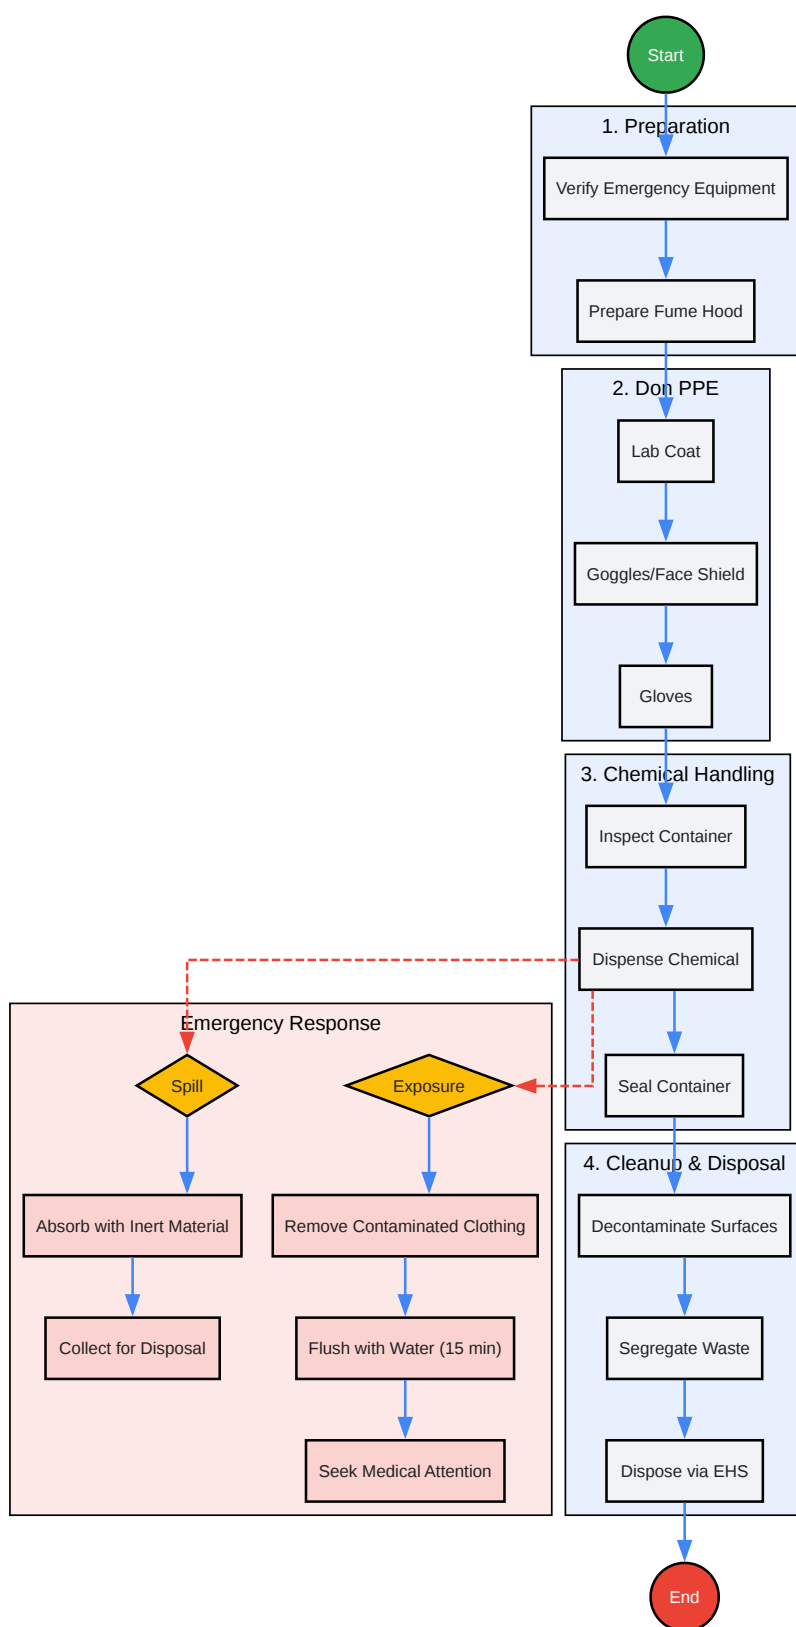 Start
1. Preparation
Verify Emergency Equipment
Prepare Fume Hood
2. Don PPE
Lab Coat
Goggles/Face Shield
Gloves
3. Chemical Handling
Inspect Container
Dispense Chemical
Seal Container
Emergency Response
Spill
Exposure
Absorb with Inert Material
Remove Contaminated Clothing
Collect for Disposal
Flush with Water (15 min)
Seek Medical Attention
4. Cleanup & Disposal
Decontaminate Surfaces
Segregate Waste
Dispose via EHS
End